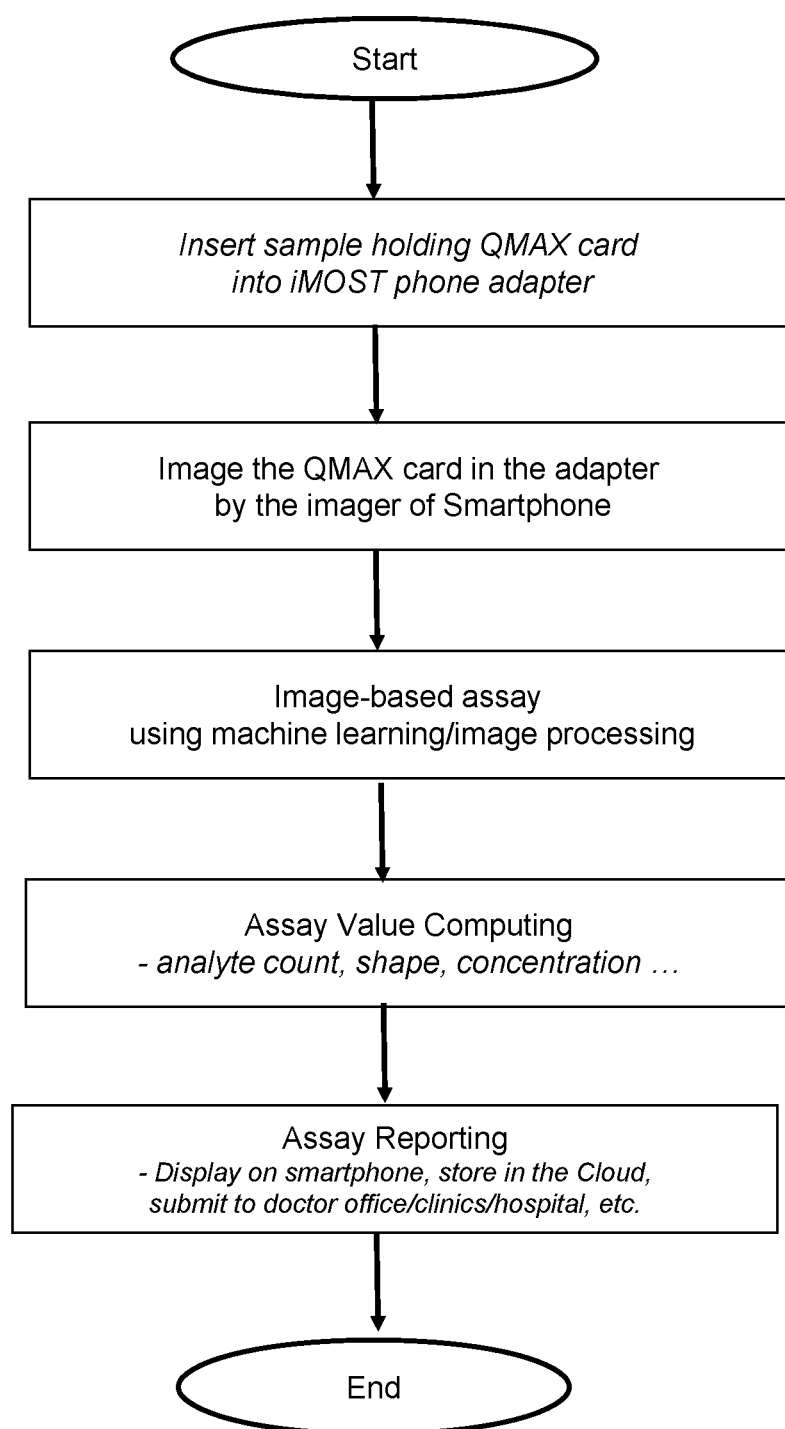 Start
Insert sample holding QMAX card
into iMOST phone adapter
Image the QMAX card in the adapter
by the imager of Smartphone
Image-based assay
using machine learning/image processing
Assay Value Computing
- analyte count, shape, concentration …
Assay Reporting
- Display on smartphone, store in the Cloud,
submit to doctor office/clinics/hospital, etc.
End